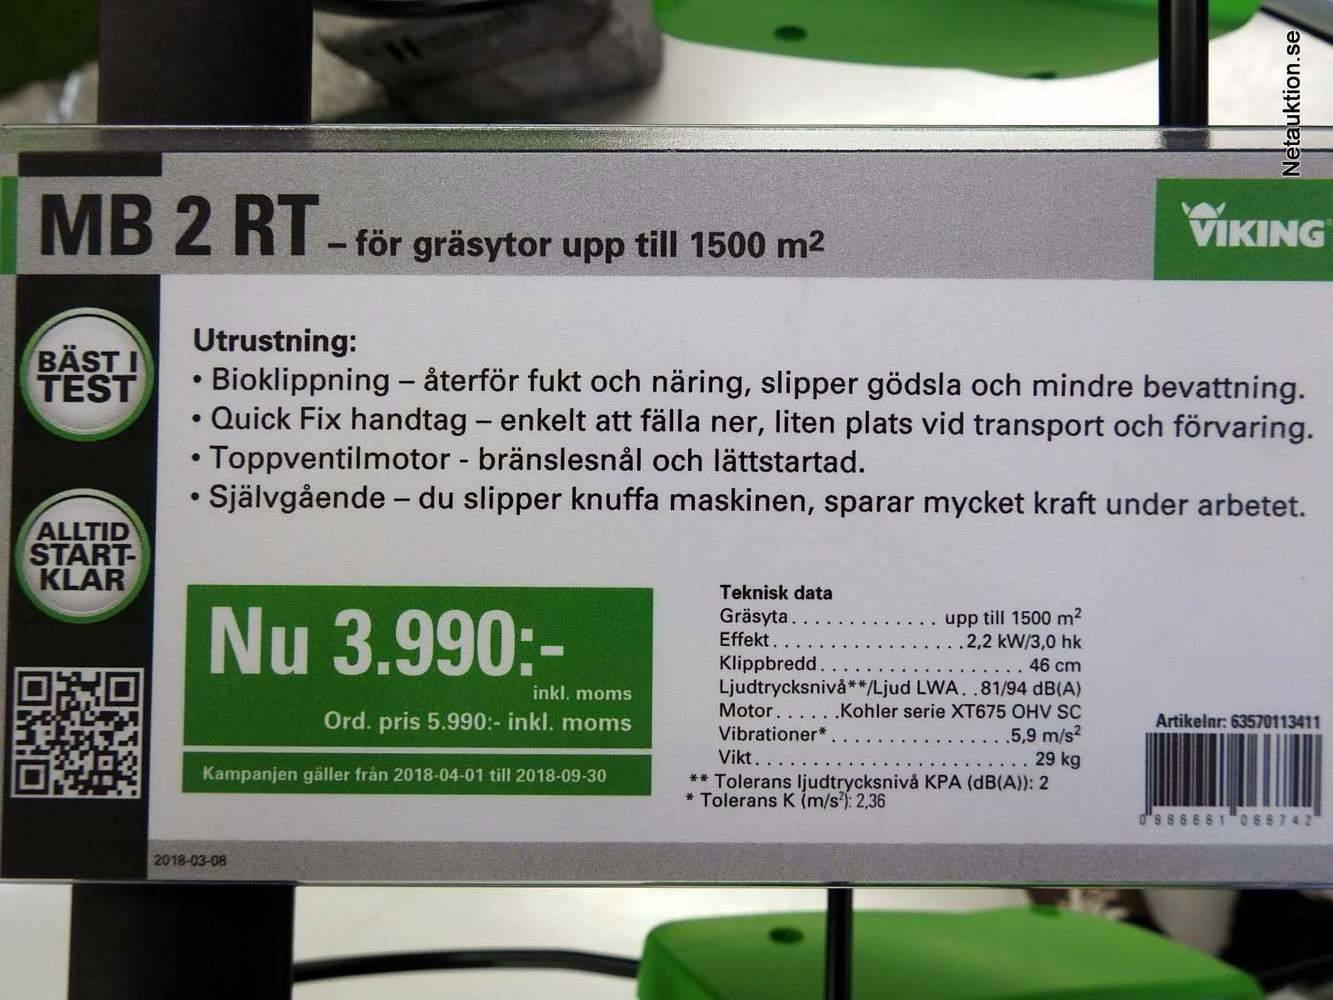 Netauktion.se
MB 2 RT – för gräsytor upp till 1500 m²
VIKING
BÄST I
TEST
ALLTID
START-
KLAR
Utrustning:
• Bioklippning – återför fukt och näring, slipper gödsla och mindre bevattning.
• Quick Fix handtag – enkelt att fälla ner, liten plats vid transport och förvaring.
• Toppventilmotor - bränslesnål och lättstartad.
• Självgående – du slipper knuffa maskinen, sparar mycket kraft under arbetet.
Nu 3.990:-
inkl. moms
Ord. pris 5.990:- inkl. moms
Kampanjen gäller från 2018-04-01 till 2018-09-30
Teknisk data
Gräsyta. . . . . . . . . . . . . upp till 1500 m²
Effekt. . . . . . . . . . . . . . . . . .2,2 kW/3,0 hk
Klippbredd. . . . . . . . . . . . . . . . . . . 46 cm
Ljudtrycksnivå**/Ljud LWA. . 81/94 dB(A)
Motor. . . . . .Kohler serie XT675 OHV SC
Vibrationer*. . . . . . . . . . . . . . . . .5,9 m/s²
Vikt. . . . . . . . . . . . . . . . . . . . . . . . . . 29 kg
** Tolerans ljudtrycksnivå KPA (dB(A)): 2
* Tolerans K (m/s²): 2,36
Artikelnr: 63570113411
0 886661 066742
2018-03-08